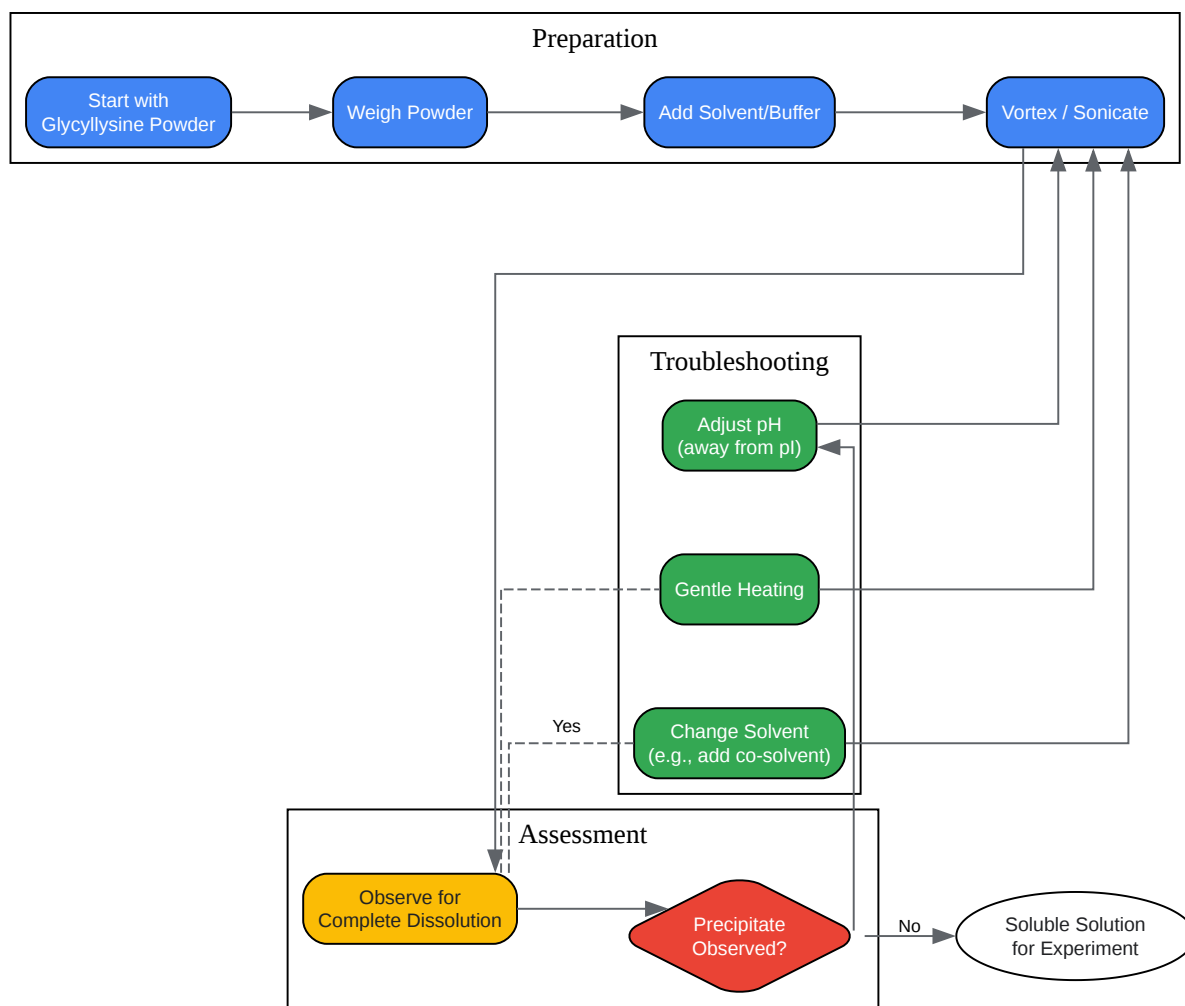 Preparation
Start with
Glycyllysine Powder
Weigh Powder
Add Solvent/Buffer
Vortex / Sonicate
Troubleshooting
Adjust pH
(away from pI)
Gentle Heating
Yes
Change Solvent
(e.g., add co-solvent)
Assessment
Observe for
Complete Dissolution
Precipitate
Observed?
No
Soluble Solution
for Experiment